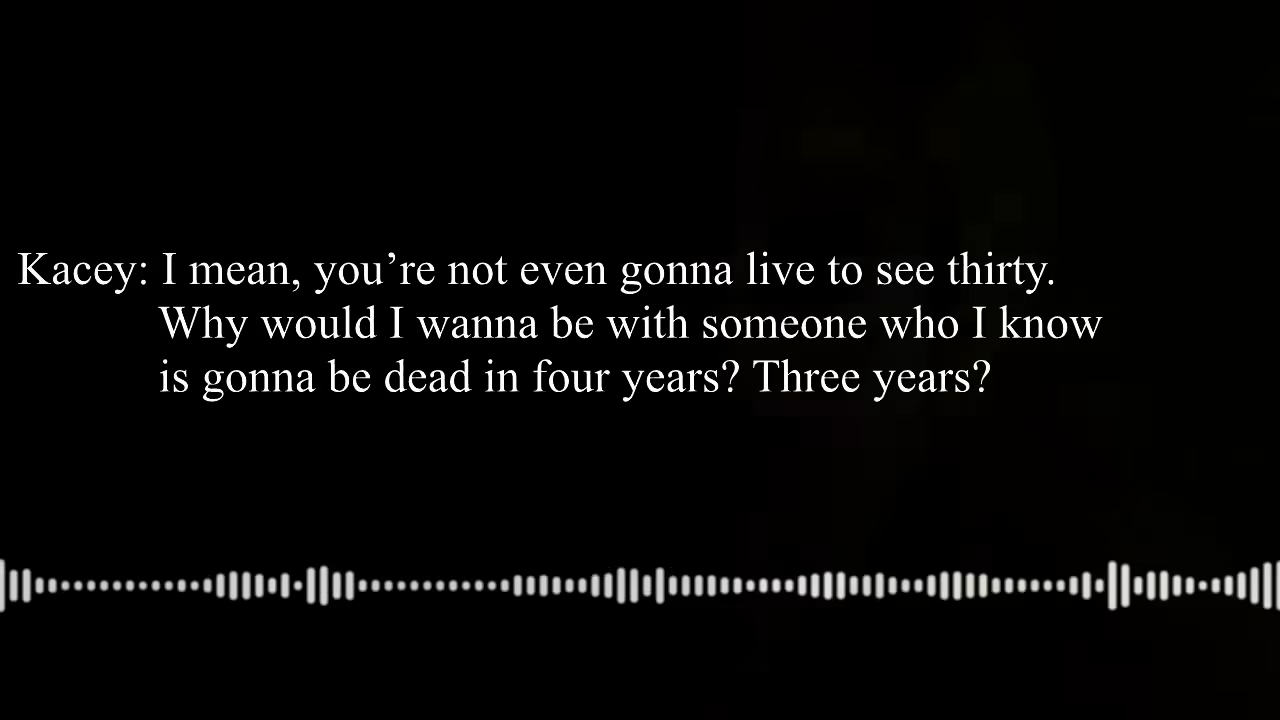 Kacey: I mean, you’re not even gonna live to see thirty.
Why would I wanna be with someone who I know
is gonna be dead in four years? Three years?